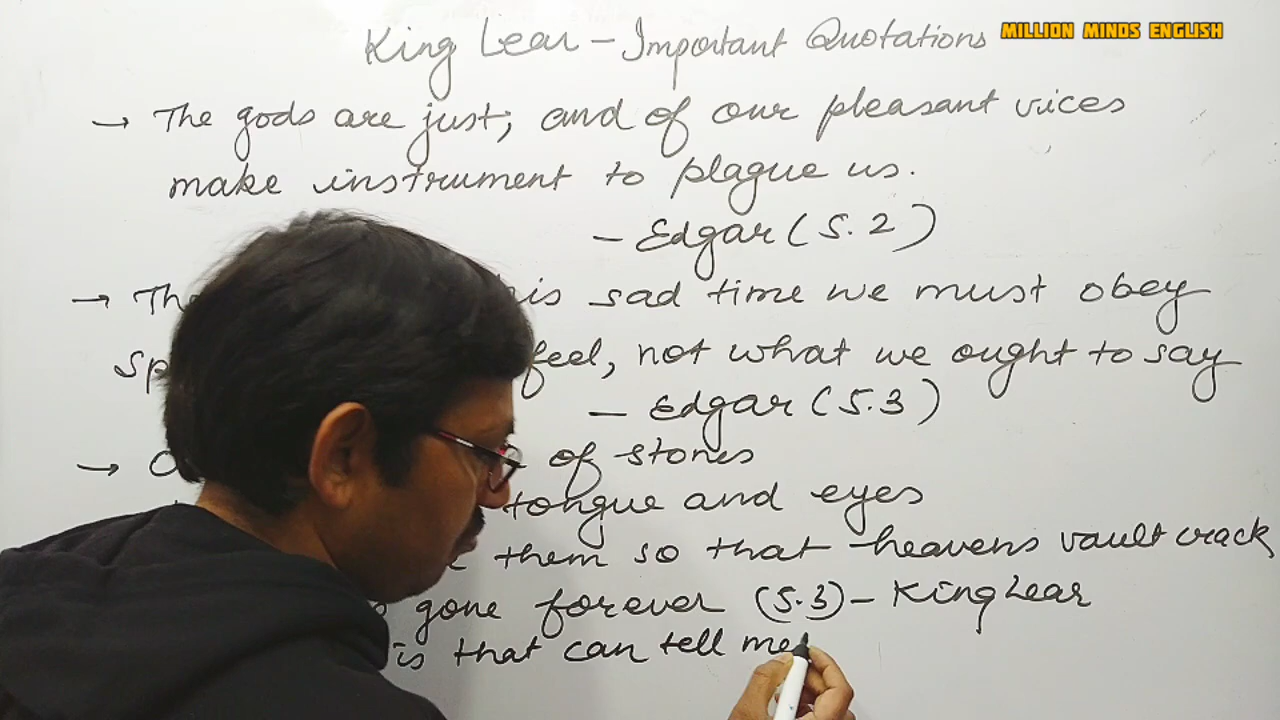 King Lear – Important Quotations
MILLION MINDS ENGLISH
→ The gods are just; and of our pleasant vices
make instrument to plague us.
– Edgar (5.2)
→ sad time we must obey
feel, not what we ought to say
– Edgar (5.3)
→ of stones
tongue and eyes
them so that heavens vault crack
gone forever (5.3) – King Lear
is that can tell me